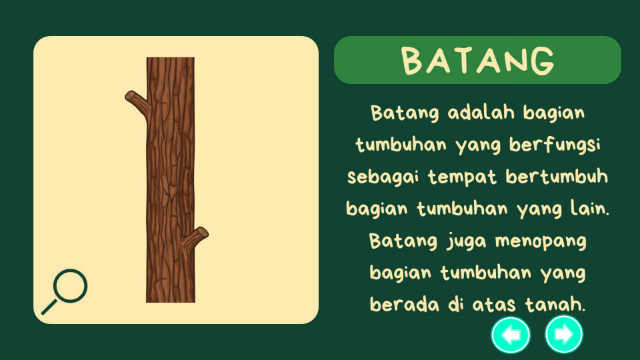 BATANG
Batang adalah bagian
tumbuhan yang berfungsi
sebagai tempat bertumbuh
bagian tumbuhan yang lain.
Batang juga menopang
bagian tumbuhan yang
berada di atas tanah.